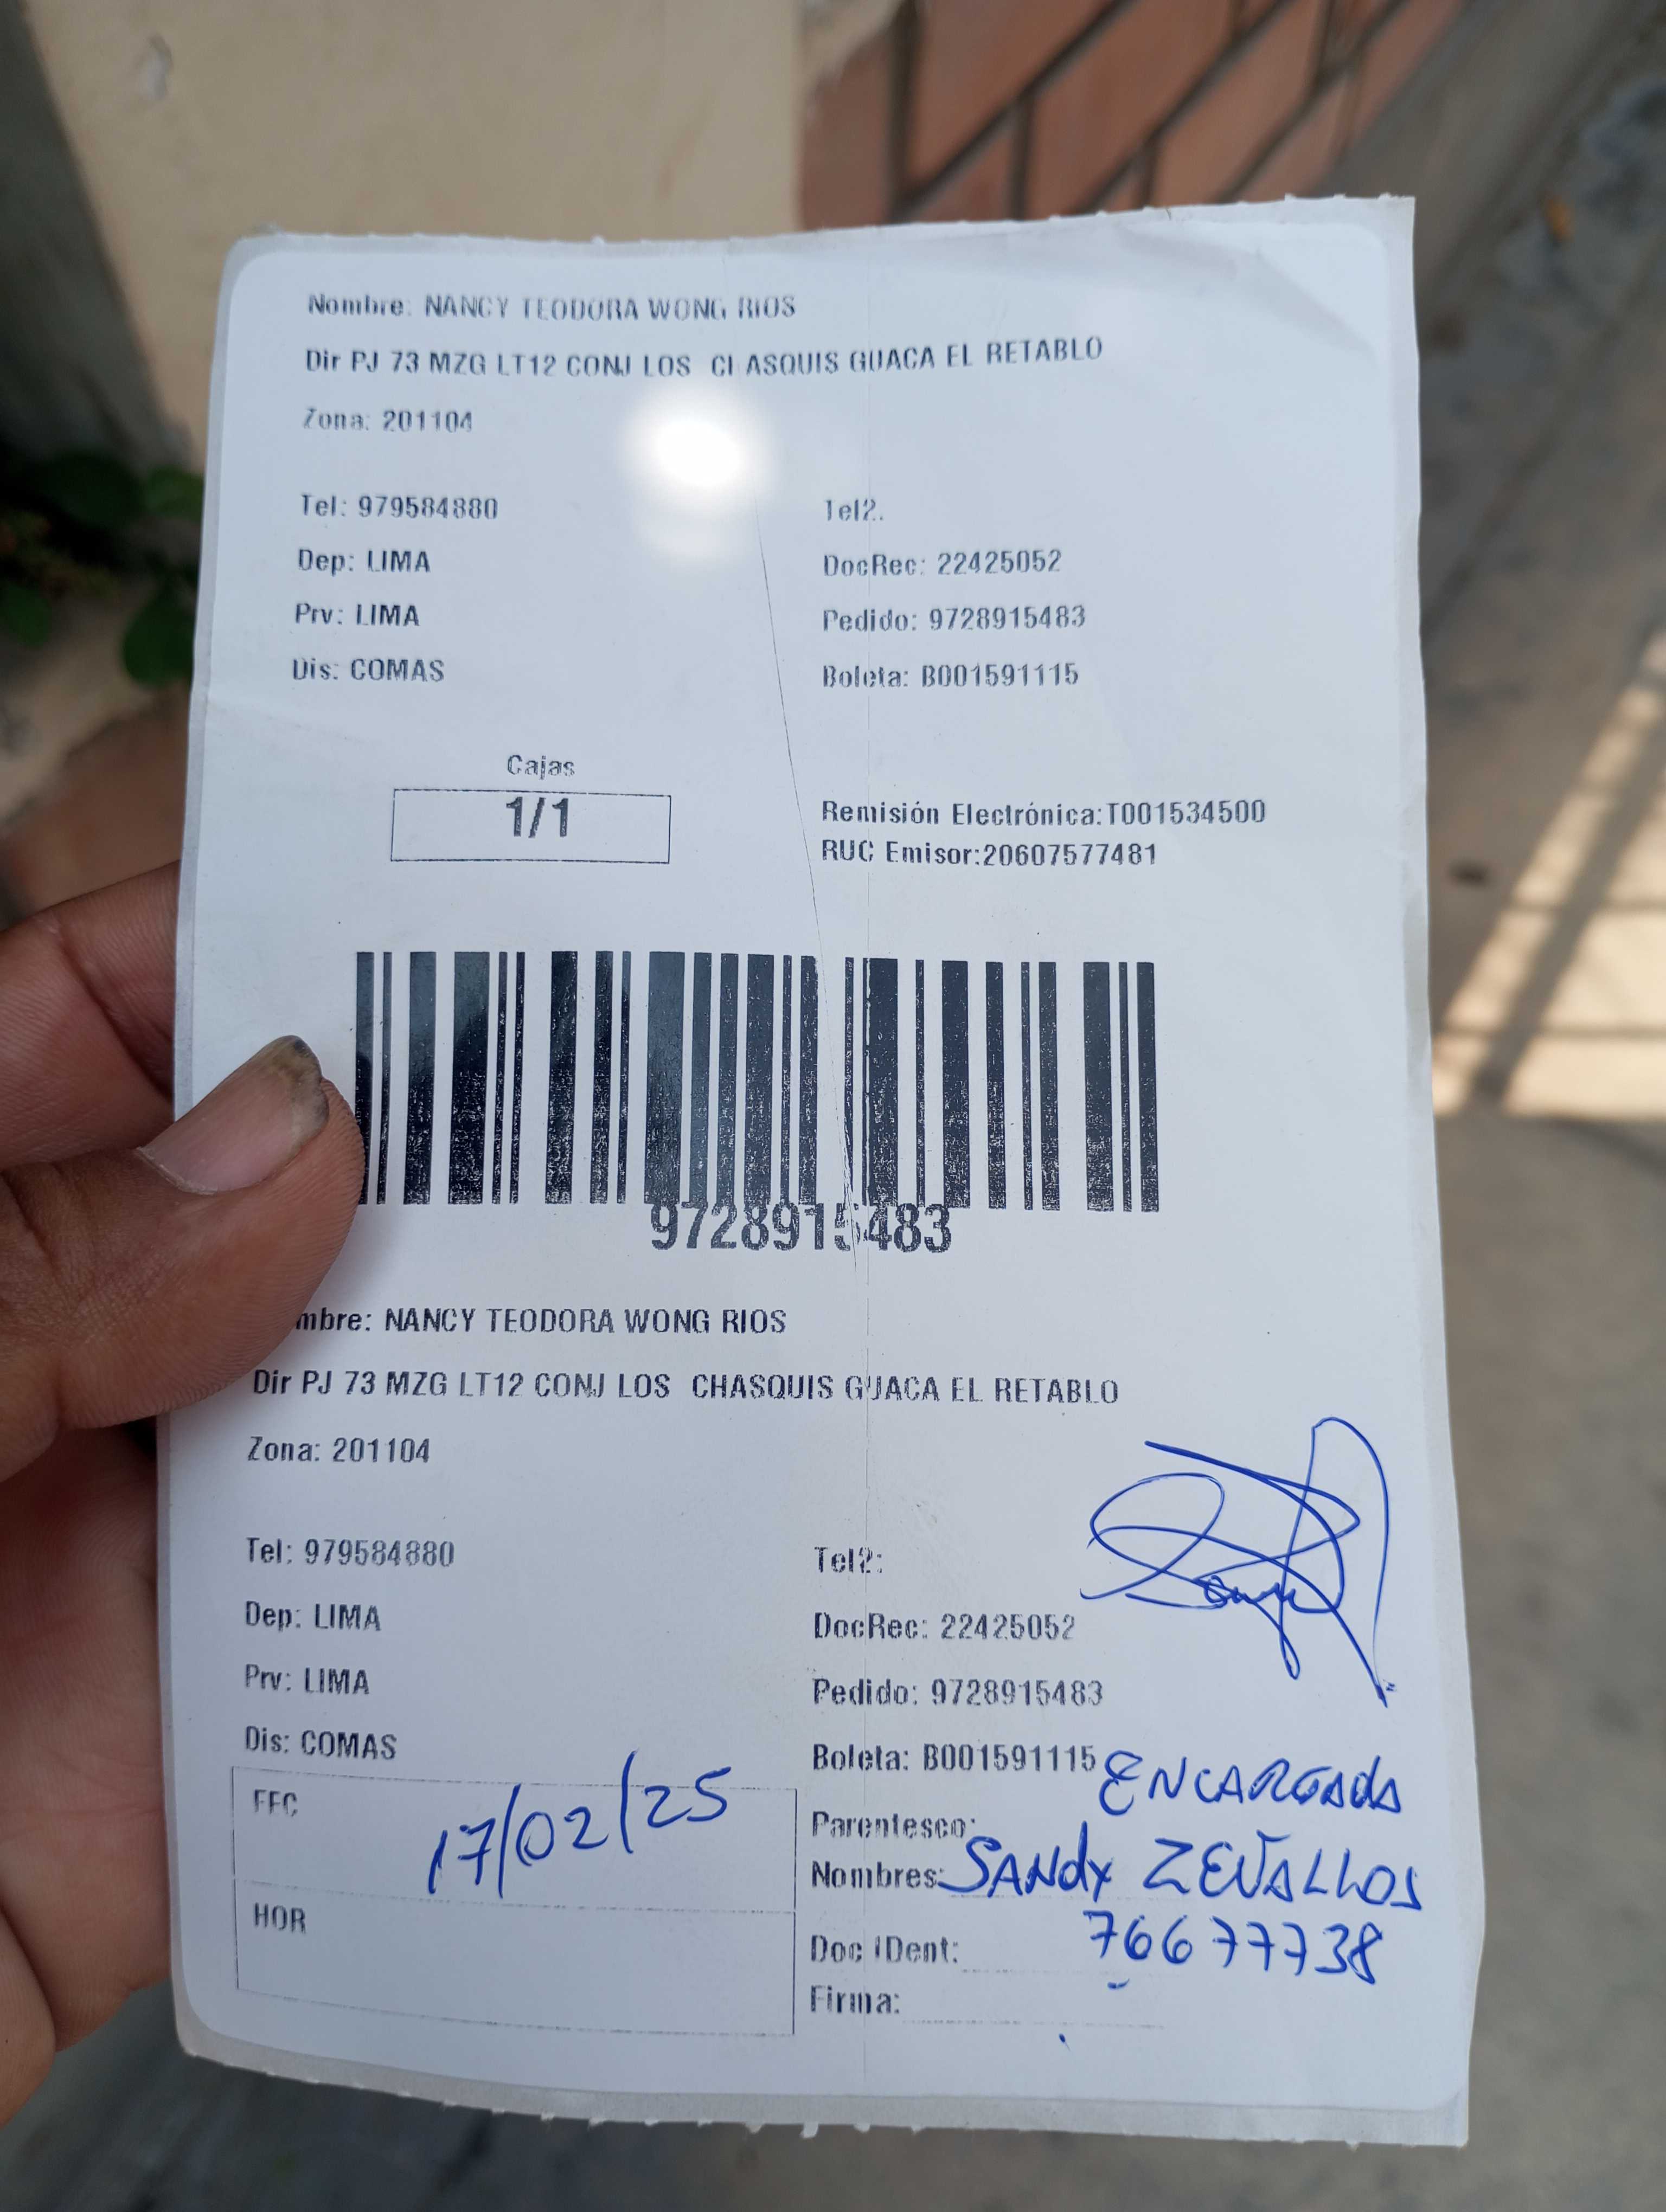 Nombre: NANCY TEODORA WONG RIOS
Dir PJ 73 MZG LT12 CONJ LOS CHASQUIS GUACA EL RETABLO
Zona: 201104
Tel: 979584880 Tel2:
Dep: LIMA DocRec: 22425052
Prv: LIMA Pedido: 9728915483
Dis: COMAS Boleta: B001591115
Cajas
1/1
Remisión Electrónica:T001534500
RUC Emisor:20607577481
9728915483
mbre: NANCY TEODORA WONG RIOS
Dir PJ 73 MZG LT12 CONJ LOS CHASQUIS GUACA EL RETABLO
Zona: 201104
Tel: 979584880 Tel2:
Dep: LIMA DocRec: 22425052
Prv: LIMA Pedido: 9728915483
Dis: COMAS Boleta: B001591115
FEC 17/02/25
HOR
Parentesco: ENCARGADA
Nombres: SANDY ZEVALLOS
Doc IDent: 76677738
Firma: